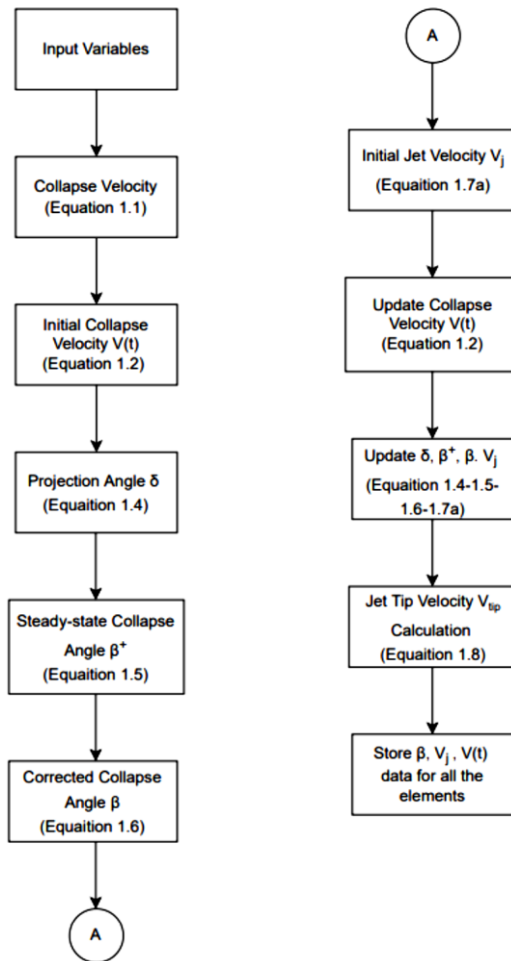 Input Variables
Collapse Velocity
(Equation 1.1)
Initial Collapse
Velocity V(t)
(Equation 1.2)
Projection Angle δ
(Equaition 1.4)
Steady-state Collapse
Angle β⁺
(Equaition 1.5)
Corrected Collapse
Angle β
(Equaition 1.6)
A
A
Initial Jet Velocity Vⱼ
(Equaition 1.7a)
Update Collapse
Velocity V(t)
(Equation 1.2)
Update δ, β⁺, β. Vⱼ
(Equaition 1.4-1.5-
1.6-1.7a)
Jet Tip Velocity Vtip
Calculation
(Equaition 1.8)
Store β, Vⱼ , V(t)
data for all the
elements